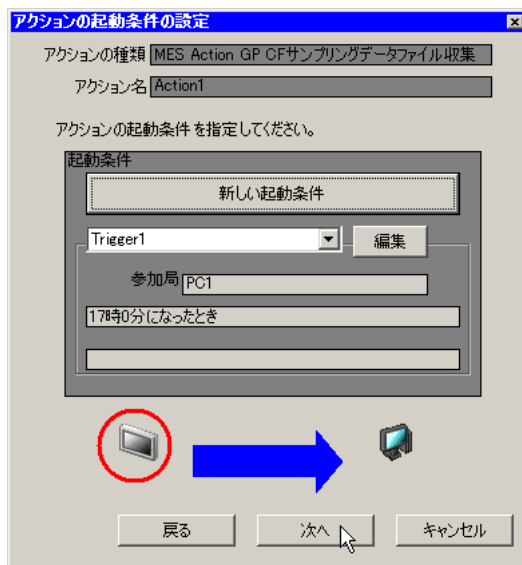 アクションの起動条件の設定
アクションの種類 MES Action GP CFサンプリングデータファイル収集
アクション名 Action1
アクションの起動条件を指定してください。
起動条件
新しい起動条件
Trigger1 編集
参加局 PC1
17時0分になったとき
戻る 次へ キャンセル